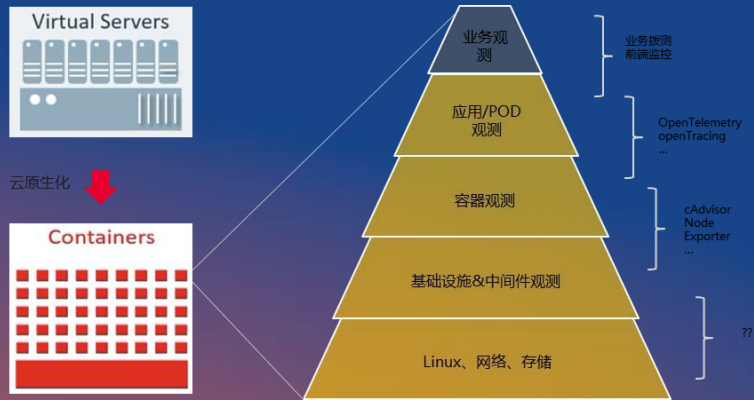 Virtual Servers
云原生化
Containers
业务观
测
应用/POD
观测
容器观测
基础设施&中间件观测
Linux、网络、存储
业务拨测
前端监控
OpenTelemetry
openTracing
...
cAdvisor
Node
Exporter
...
??